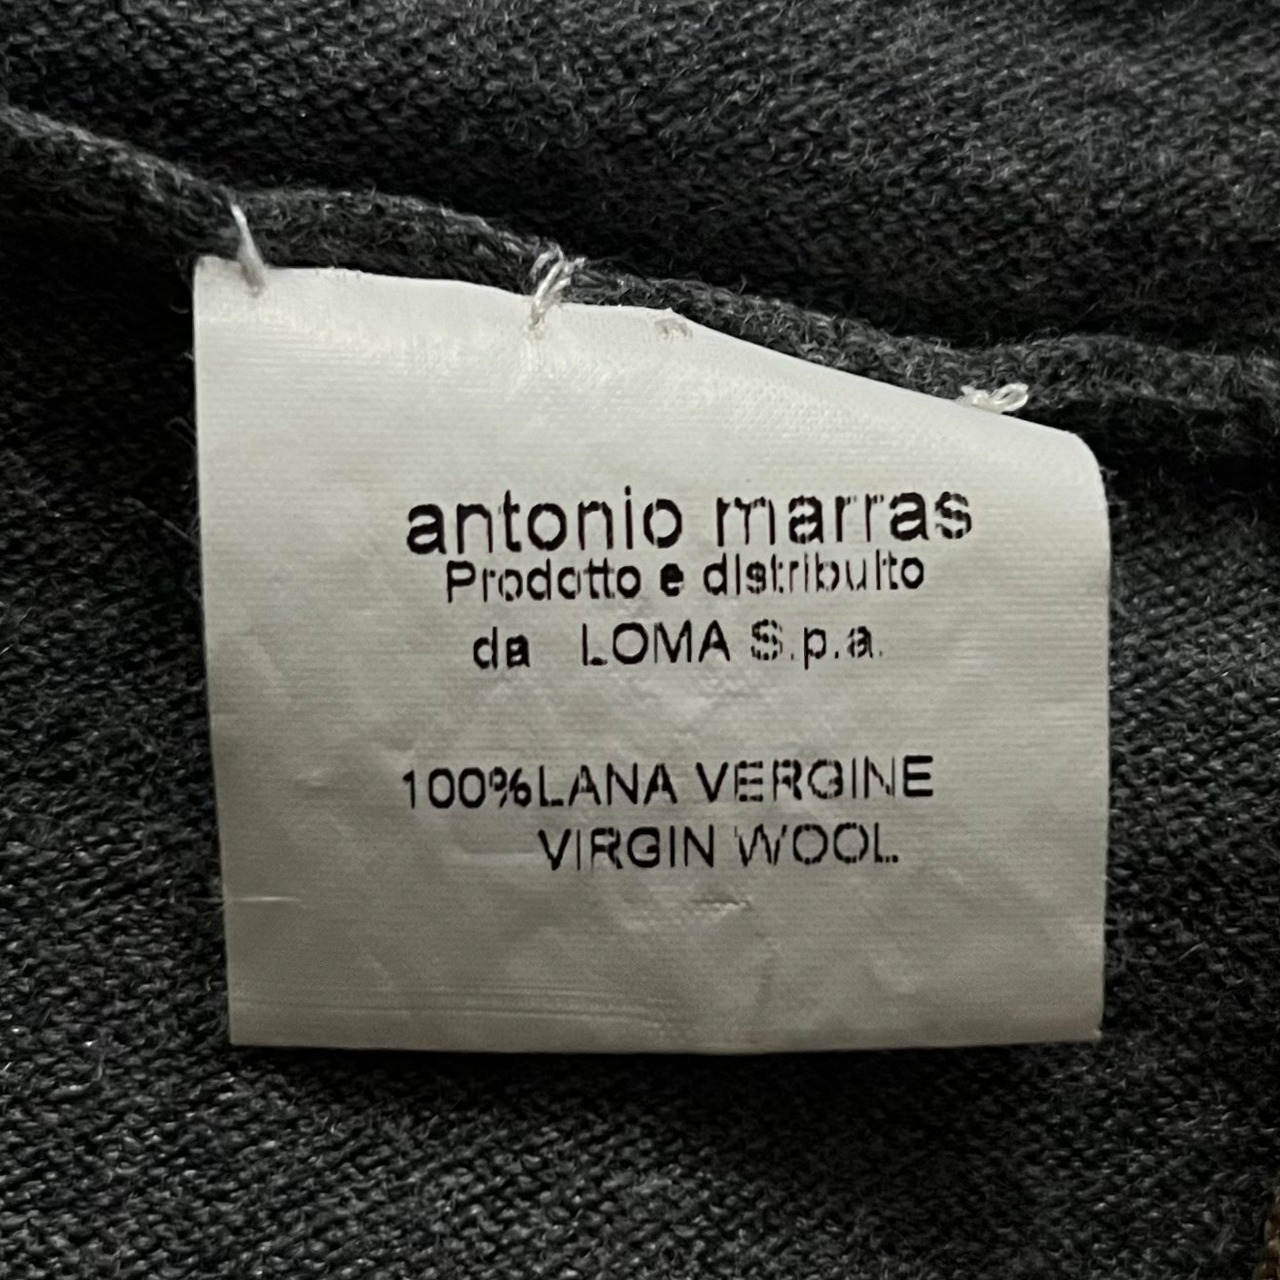 antonio marras
Prodotto e distribuito
da LOMA S.p.a.
100%LANA VERGINE
VIRGIN WOOL